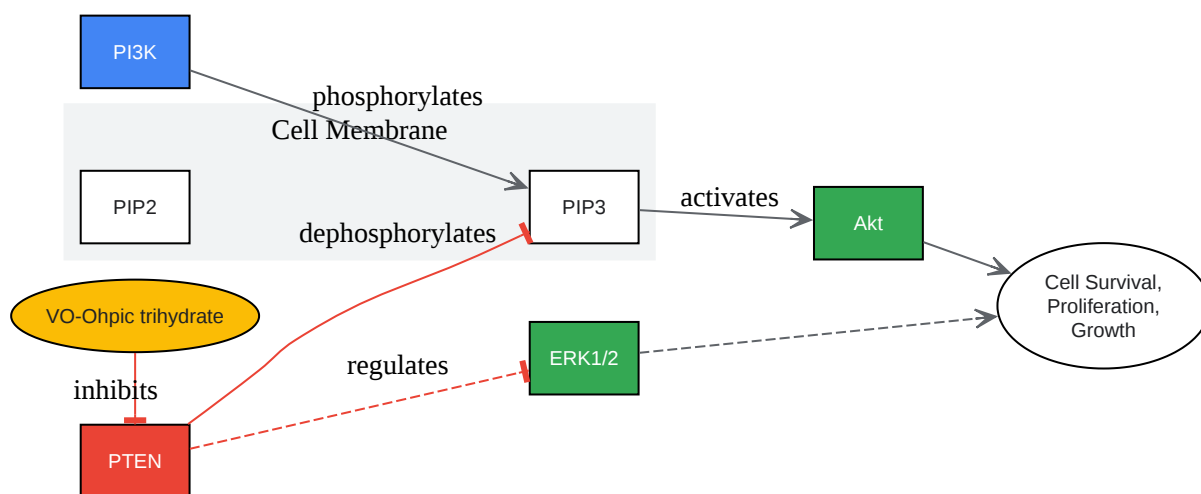 PI3K
phosphorylates
Cell Membrane
PIP2
PIP3
activates
Akt
dephosphorylates
VO-Ohpic trihydrate
Cell Survival,
Proliferation,
Growth
ERK1/2
regulates
inhibits
PTEN